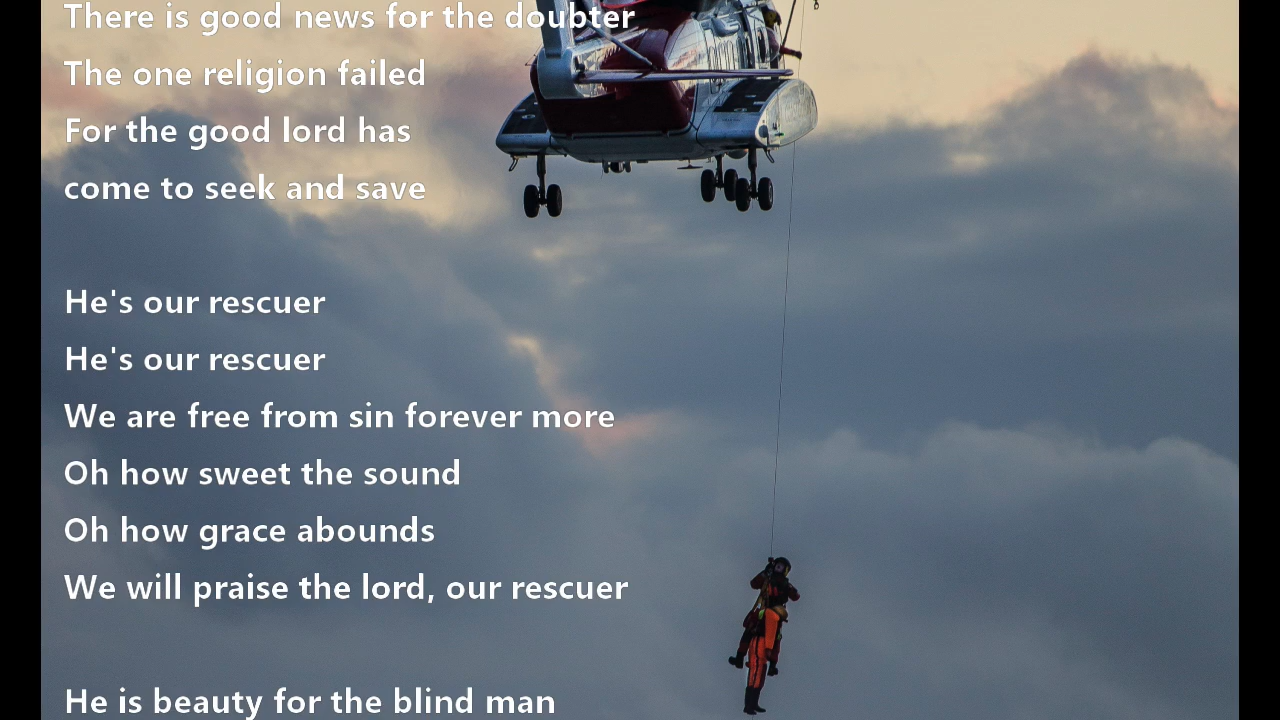 There is good news for the doubter
The one religion failed
For the good lord has
come to seek and save
He's our rescuer
He's our rescuer
We are free from sin forever more
Oh how sweet the sound
Oh how grace abounds
We will praise the lord, our rescuer
He is beauty for the blind man